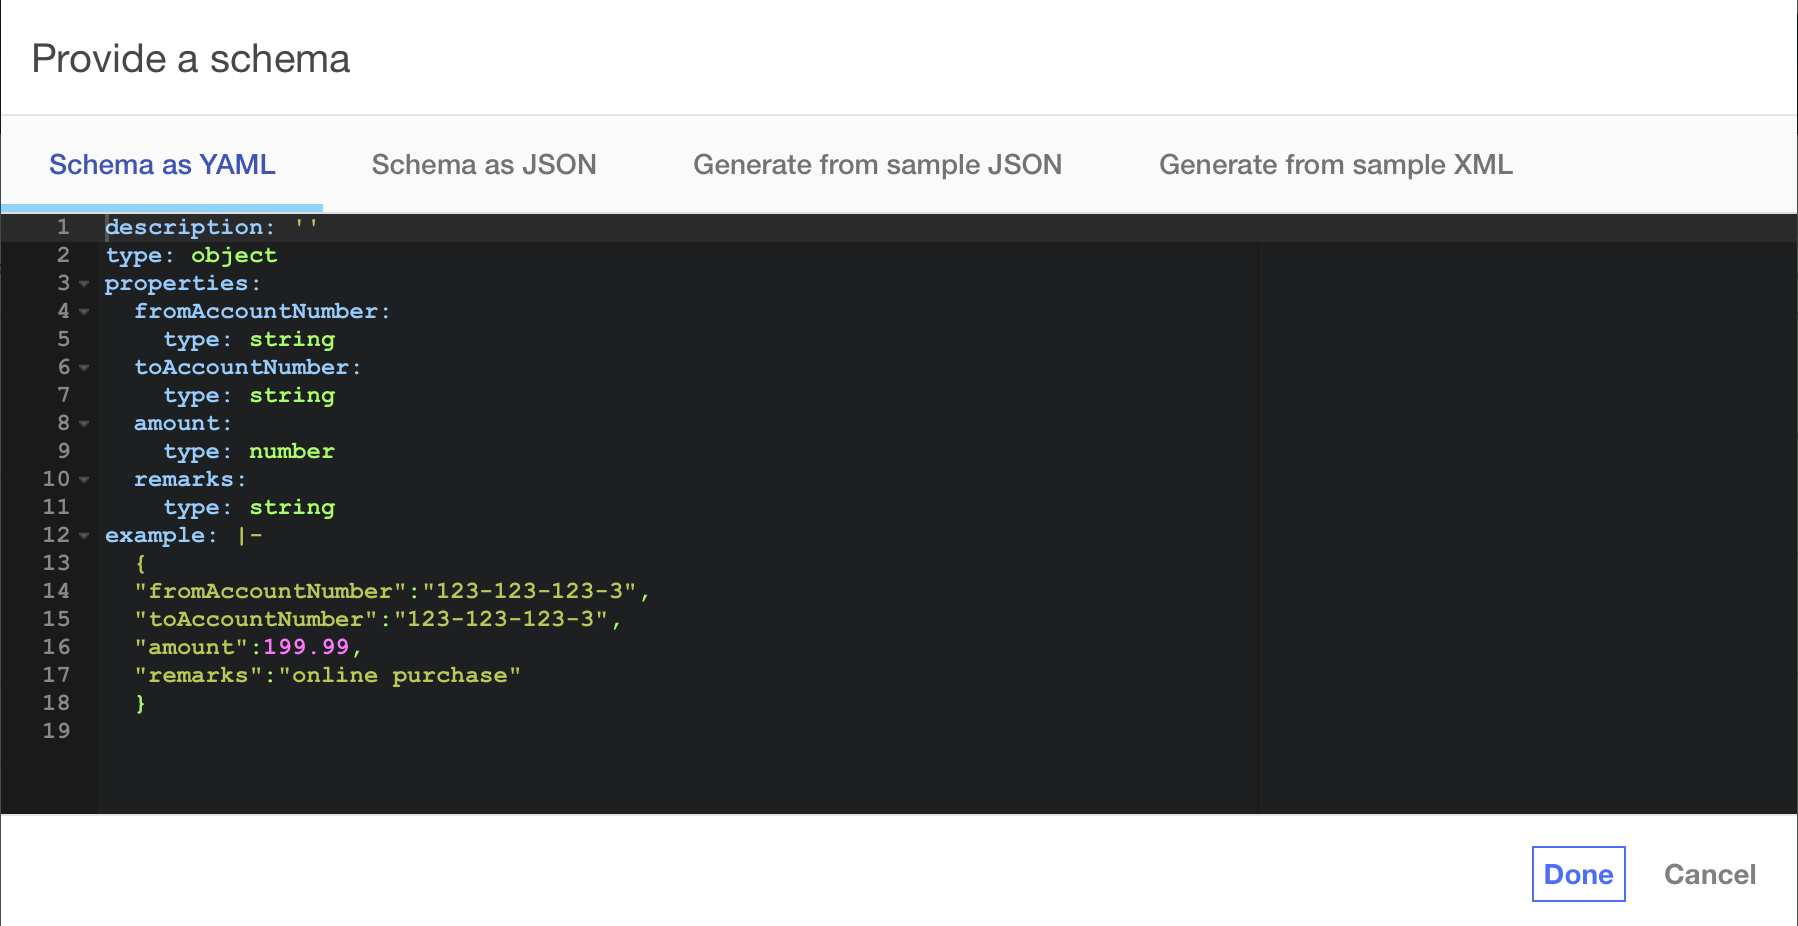 Provide a schema
Schema as YAML Schema as JSON Generate from sample JSON Generate from sample XML
1 description: ''
2 type: object
3 properties:
4   fromAccountNumber:
5     type: string
6   toAccountNumber:
7     type: string
8   amount:
9     type: number
10   remarks:
11     type: string
12 example: |-
13   {
14   "fromAccountNumber":"123-123-123-3",
15   "toAccountNumber":"123-123-123-3",
16   "amount":199.99,
17   "remarks":"online purchase"
18   }
19
Done Cancel